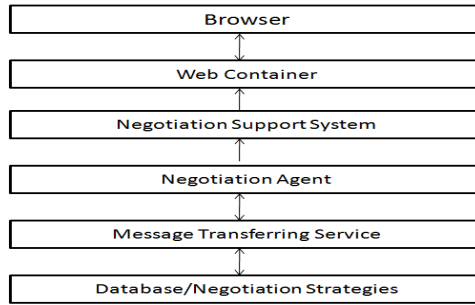 Browser
Web Container
Negotiation Support System
Negotiation Agent
Message Transferring Service
Database/Negotiation Strategies